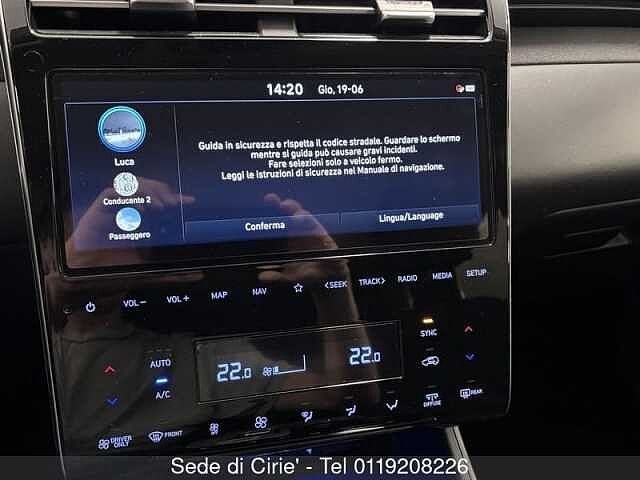 14:20 Gio, 19-06
Luca
Conducente 2
Passeggero
Guida in sicurezza e rispetta il codice stradale. Guardare lo schermo
mentre si guida può causare gravi incidenti.
Fare selezioni solo a veicolo fermo.
Leggi le istruzioni di sicurezza nel Manuale di navigazione.
Conferma Lingua/Language
VOL− VOL+ MAP NAV <SEEK TRACK> RADIO MEDIA SETUP
AUTO
A/C
22.0
22.0
SYNC
DRIVER
ONLY
FRONT
DIFFUSE
REAR
Sede di Cirie' - Tel 0119208226